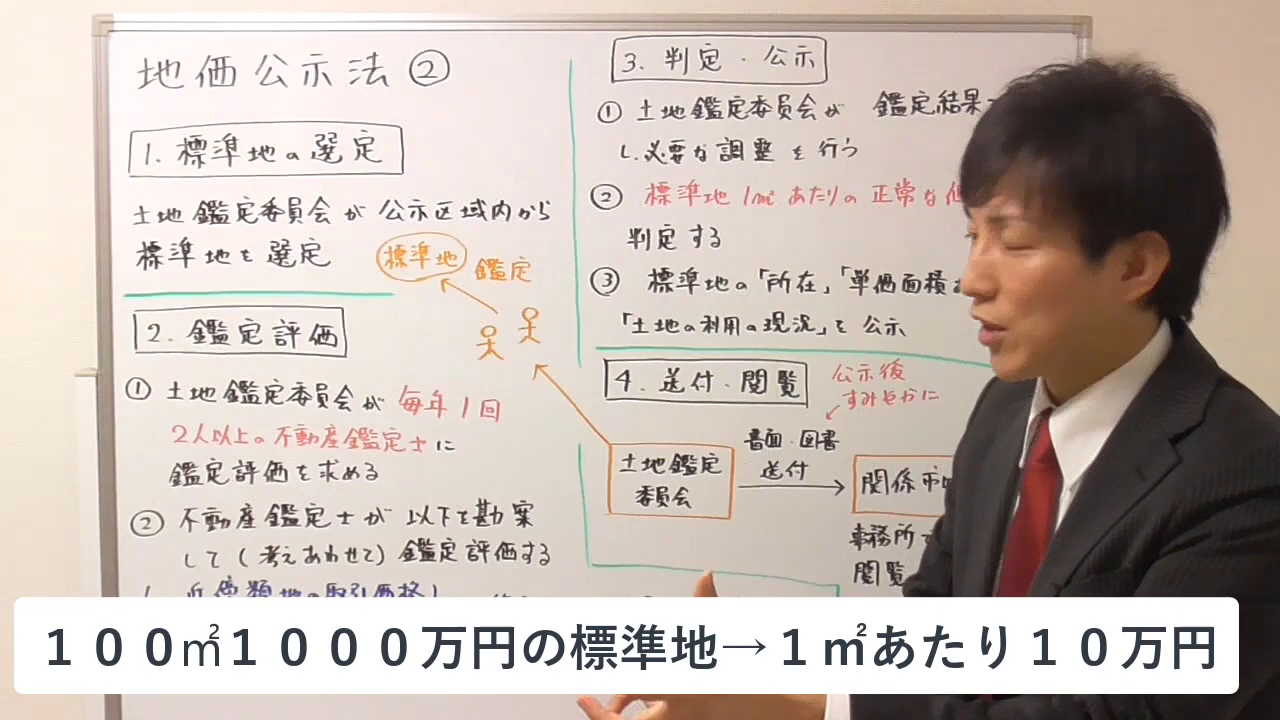 地価公示法②
1. 標準地の選定
土地鑑定委員会が 公示区域内から
標準地を選定
標準地
鑑定
2. 鑑定評価
① 土地鑑定委員会が 毎年1回
2人以上の不動産鑑定士に
鑑定評価を求める
② 不動産鑑定士が 以下を勘案
して(考えあわせて)鑑定評価する
近傍類地の取引価格
3. 判定・公示
① 土地鑑定委員会が 鑑定結果
し、必要な調整を行う
② 標準地1㎡あたりの正常な
判定する
③ 標準地の「所在」「単価面積
「土地の利用の現況」を公示
4. 送付・閲覧
公示後
すみやかに
土地鑑定
委員会
書面・図書
送付
関係市
事務所
閲覧
100㎡1000万円の標準地→1㎡あたり10万円